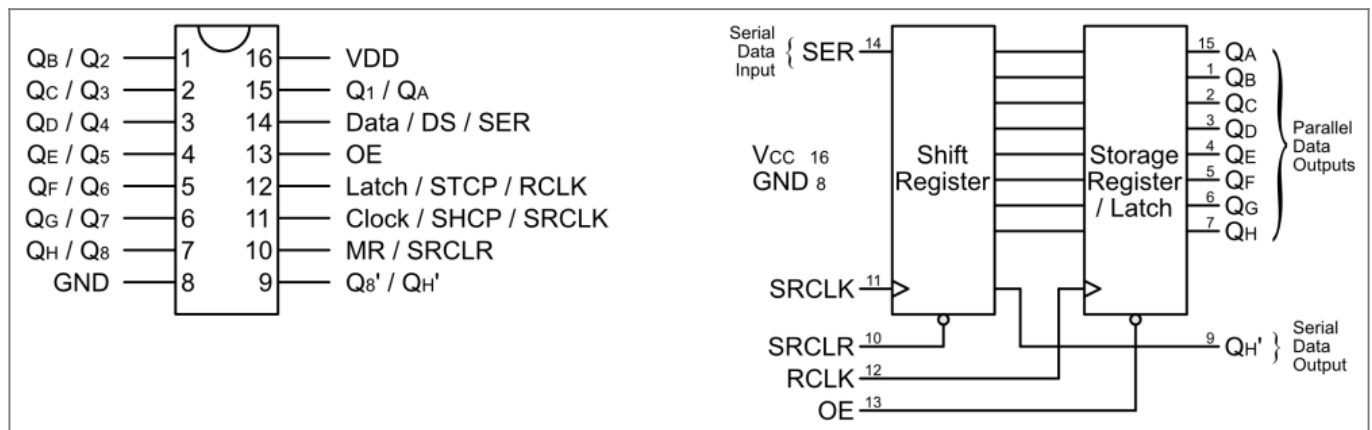 QB / Q2 1 16 VDD
QC / Q3 2 15 Q1 / QA
QD / Q4 3 14 Data / DS / SER
QE / Q5 4 13 OE
QF / Q6 5 12 Latch / STCP / RCLK
QG / Q7 6 11 Clock / SHCP / SRCLK
QH / Q8 7 10 MR / SRCLR
GND 8 9 Q8' / QH'
Serial
Data
Input
{ SER 14
VCC 16
GND 8
Shift
Register
Storage
Register
/ Latch
15 QA
1 QB
2 QC
3 QD
4 QE
5 QF
6 QG
7 QH
Parallel
Data
Outputs
SRCLK 11
SRCLR 10
RCLK 12
OE 13
9 QH' }
Serial
Data
Output